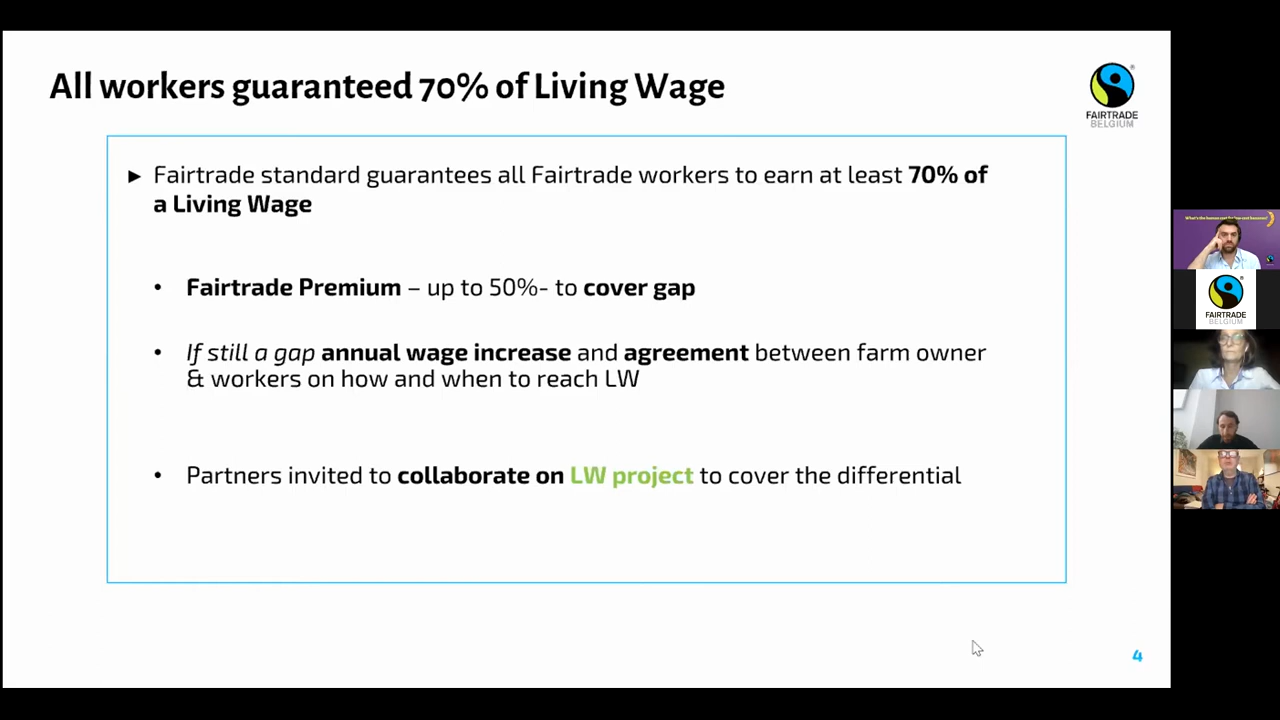 All workers guaranteed 70% of Living Wage
FAIRTRADE
BELGIUM
► Fairtrade standard guarantees all Fairtrade workers to earn at least 70% of
a Living Wage
• Fairtrade Premium – up to 50%- to cover gap
• If still a gap annual wage increase and agreement between farm owner
& workers on how and when to reach LW
• Partners invited to collaborate on LW project to cover the differential
4
FAIRTRADE
BELGIUM